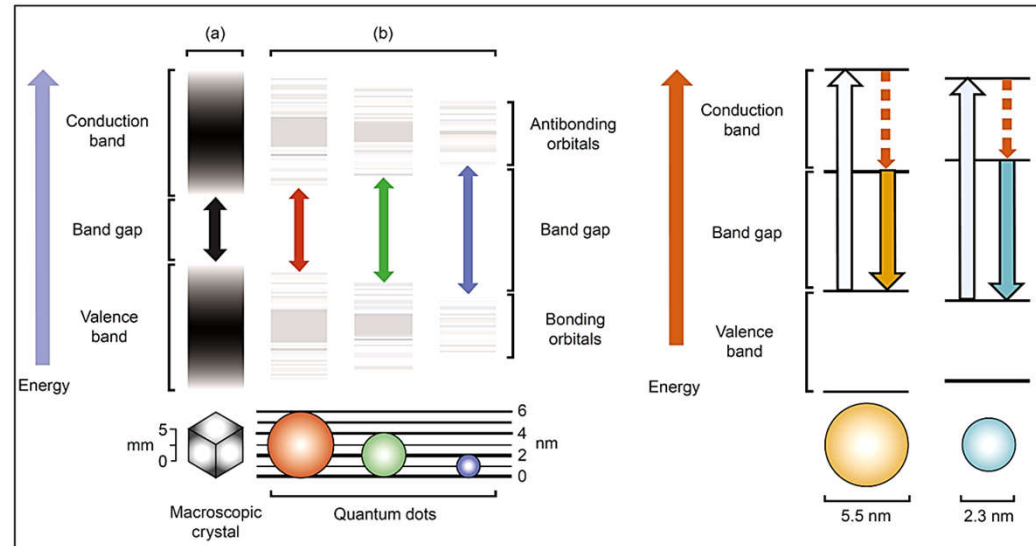 (a)
(b)
Conduction
band
Band gap
Valence
band
Energy
Antibonding
orbitals
Band gap
Bonding
orbitals
5
mm
0
6
4
nm
2
0
Macroscopic
crystal
Quantum dots
Conduction
band
Band gap
Valence
band
Energy
5.5 nm
2.3 nm